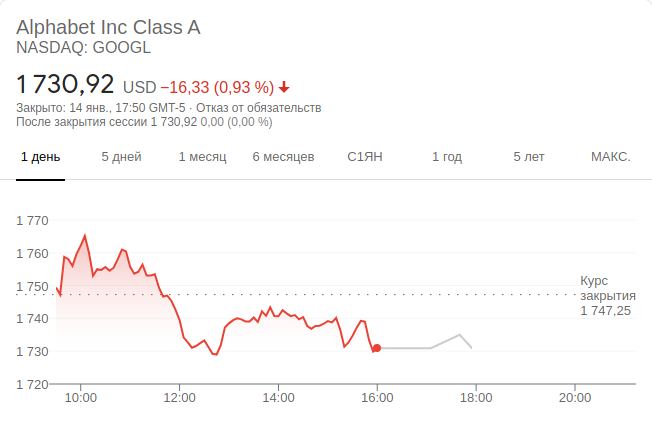 Alphabet Inc Class A
NASDAQ: GOOGL
1 730,92 USD −16,33 (0,93 %)
Закрыто: 14 янв., 17:50 GMT-5 · Отказ от обязательств
После закрытия сессии 1 730,92 0,00 (0,00 %)
1 день 5 дней 1 месяц 6 месяцев С1ЯН 1 год 5 лет МАКС.
1 770
1 760
1 750
1 740
1 730
1 720
Курс
закрытия
1 747,25
10:00 12:00 14:00 16:00 18:00 20:00